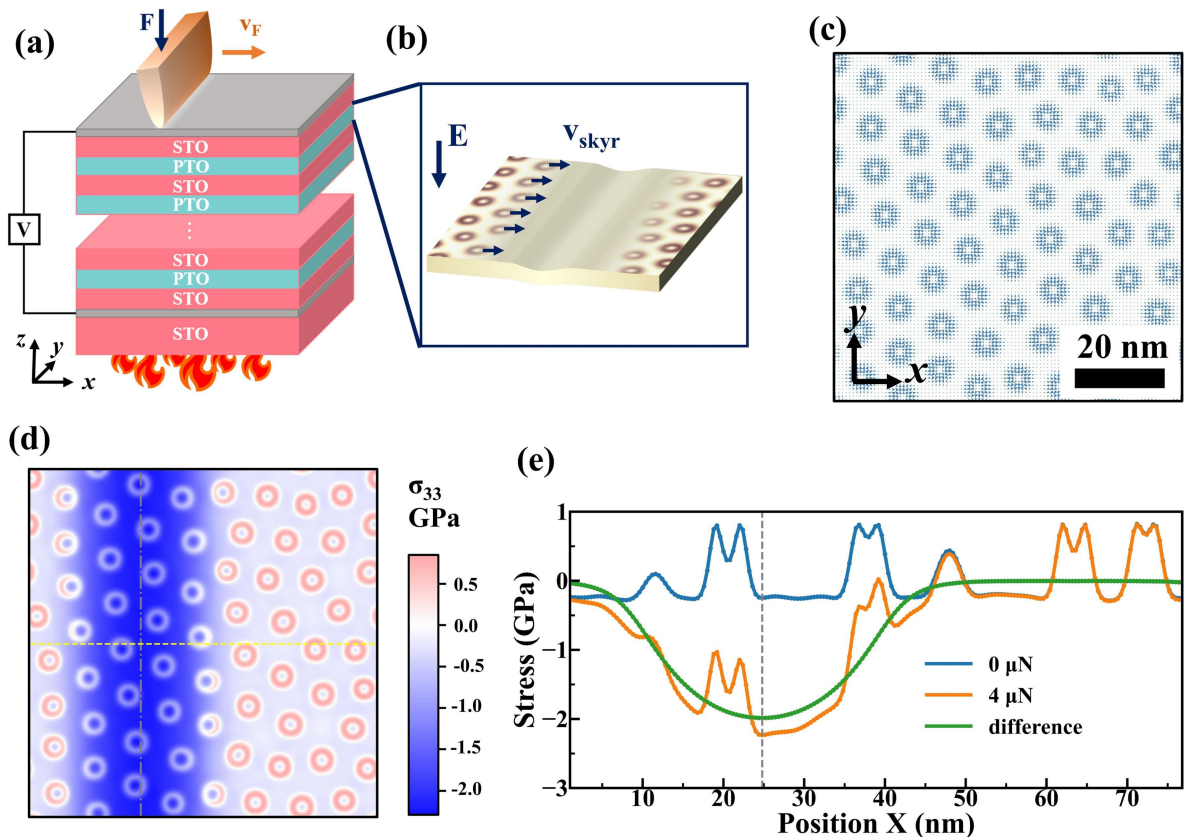 (a)
F
v_F
STO
PTO
STO
PTO
⋮
STO
PTO
STO
STO
V
z
y
x
(b)
E
v_skyr
(c)
y
x
20 nm
(d)
σ₃₃
GPa
0.5
0.0
-0.5
-1.0
-1.5
-2.0
(e)
Stress (GPa)
1
0
−1
−2
−3
0 μN
4 μN
difference
10 20 30 40 50 60 70
Position X (nm)